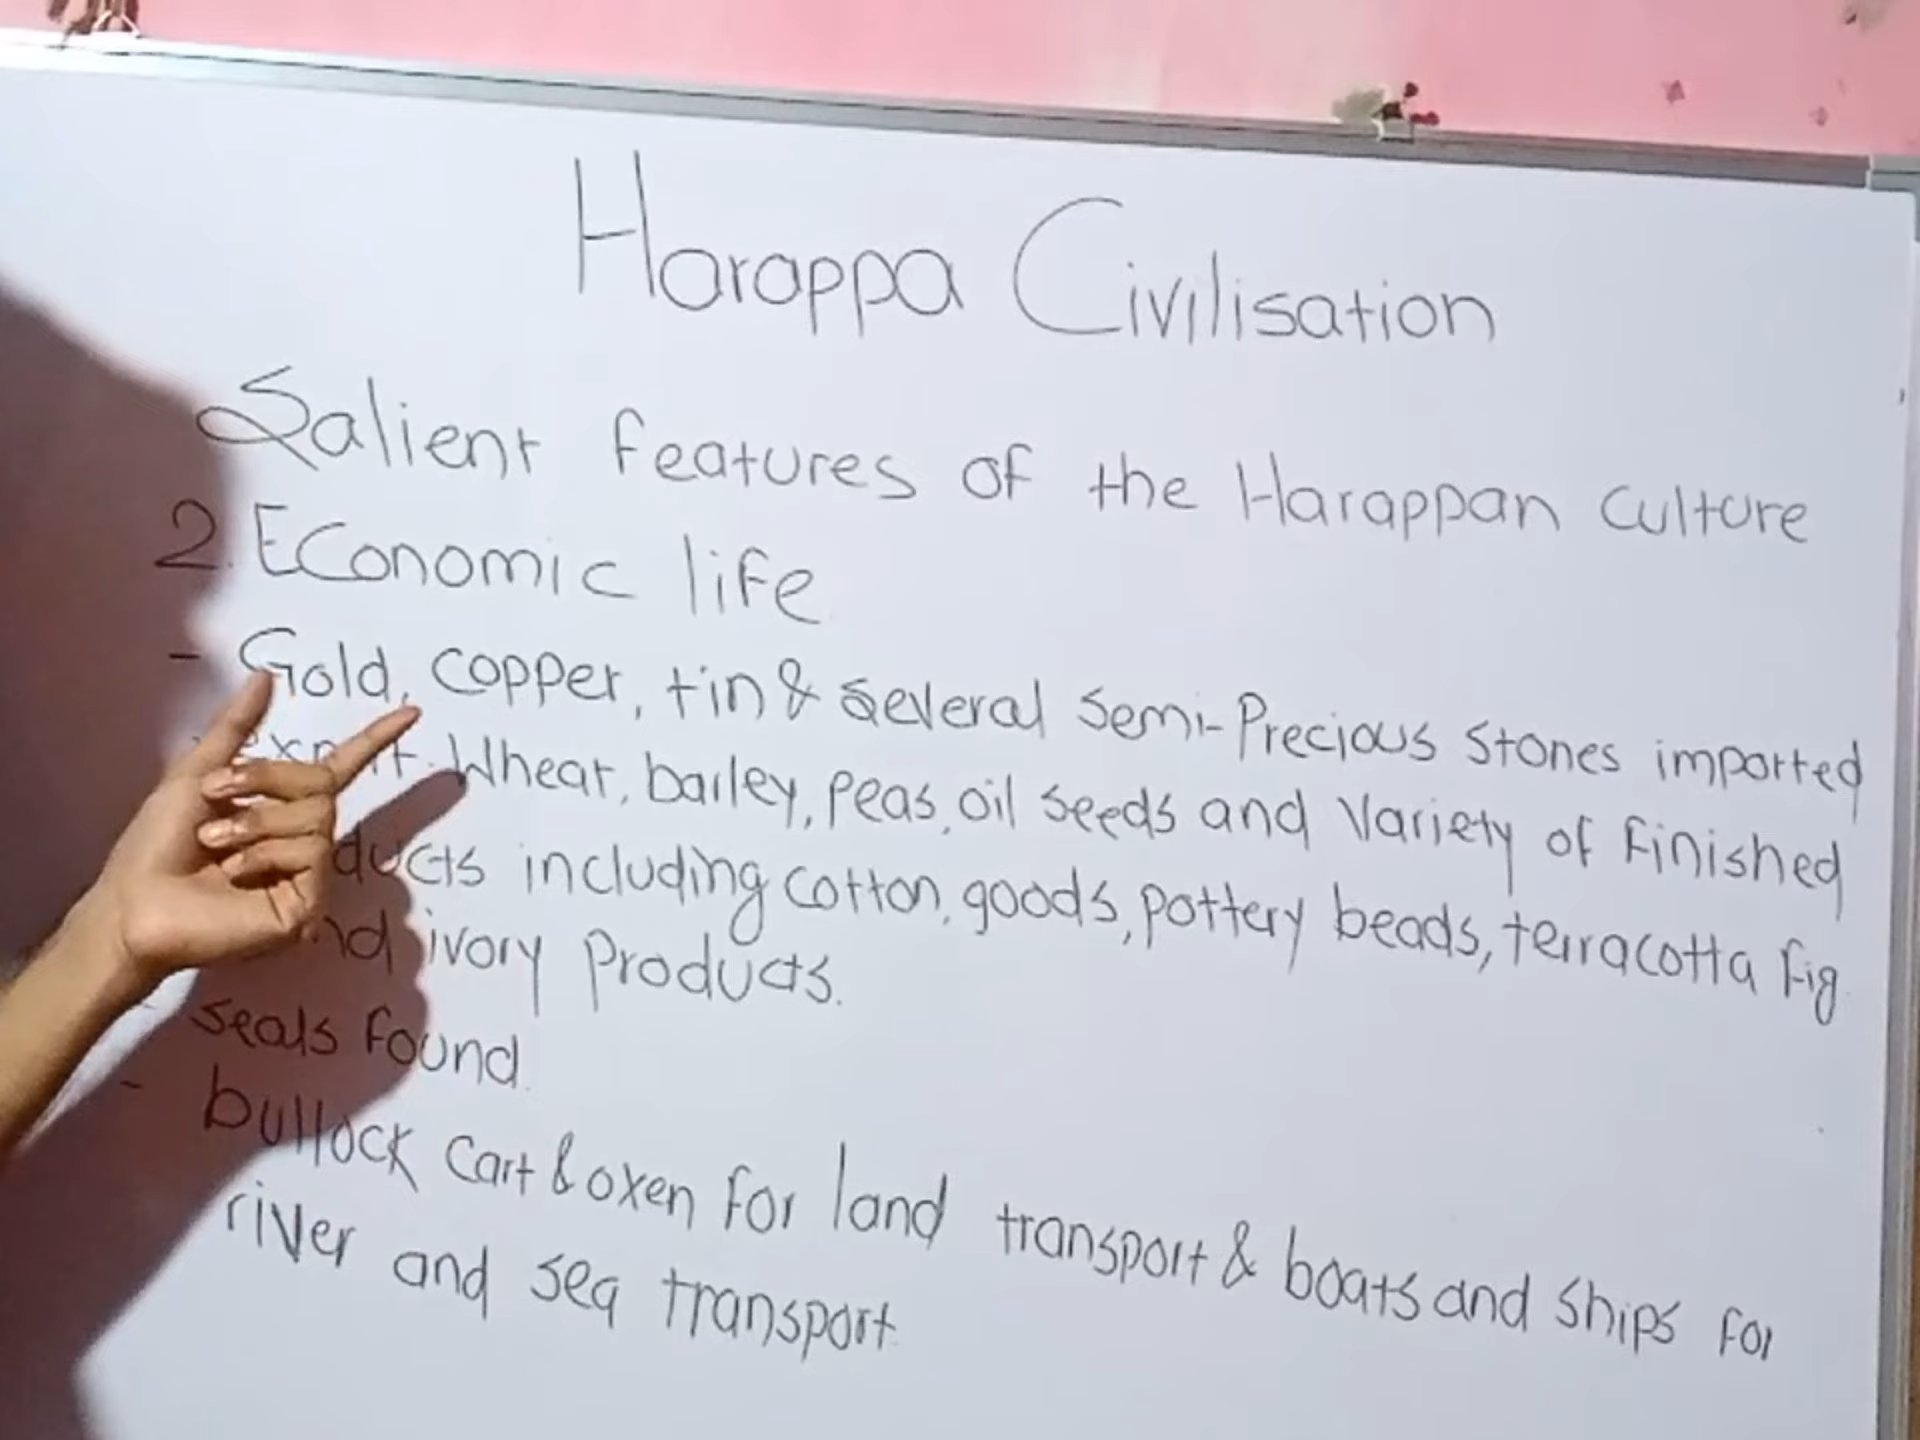 Harappa Civilisation
Salient features of the Harappan culture
2. Economic life
- Gold, copper, tin & several semi-Precious stones imported
Wheat, barley, peas, oil seeds and Variety of finished
including cotton, goods, pottery beads, terracotta fig.
ivory products.
- seals found.
- bullock cart & oxen for land transport & boats and ships for
river and sea transport.